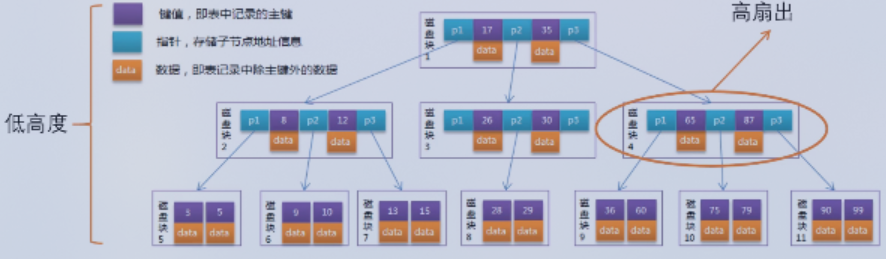 键值，即表中记录的主键
指针，存储子节点地址信息
data 数据，即表记录中除主键外的数据
高扇出
低高度
磁盘块1 p1 17 p2 35 p3
data data
磁盘块2 p1 8 p2 12 p3
data data
磁盘块3 p1 26 p2 30 p3
data data
磁盘块4 p1 65 p2 87 p3
data data
磁盘块5 5
data data
磁盘块6 9 10
data data
磁盘块7 13 15
data data
磁盘块8 28 29
data data
磁盘块9 36 60
data data
磁盘块10 75 79
data data
磁盘块11 90 99
data data